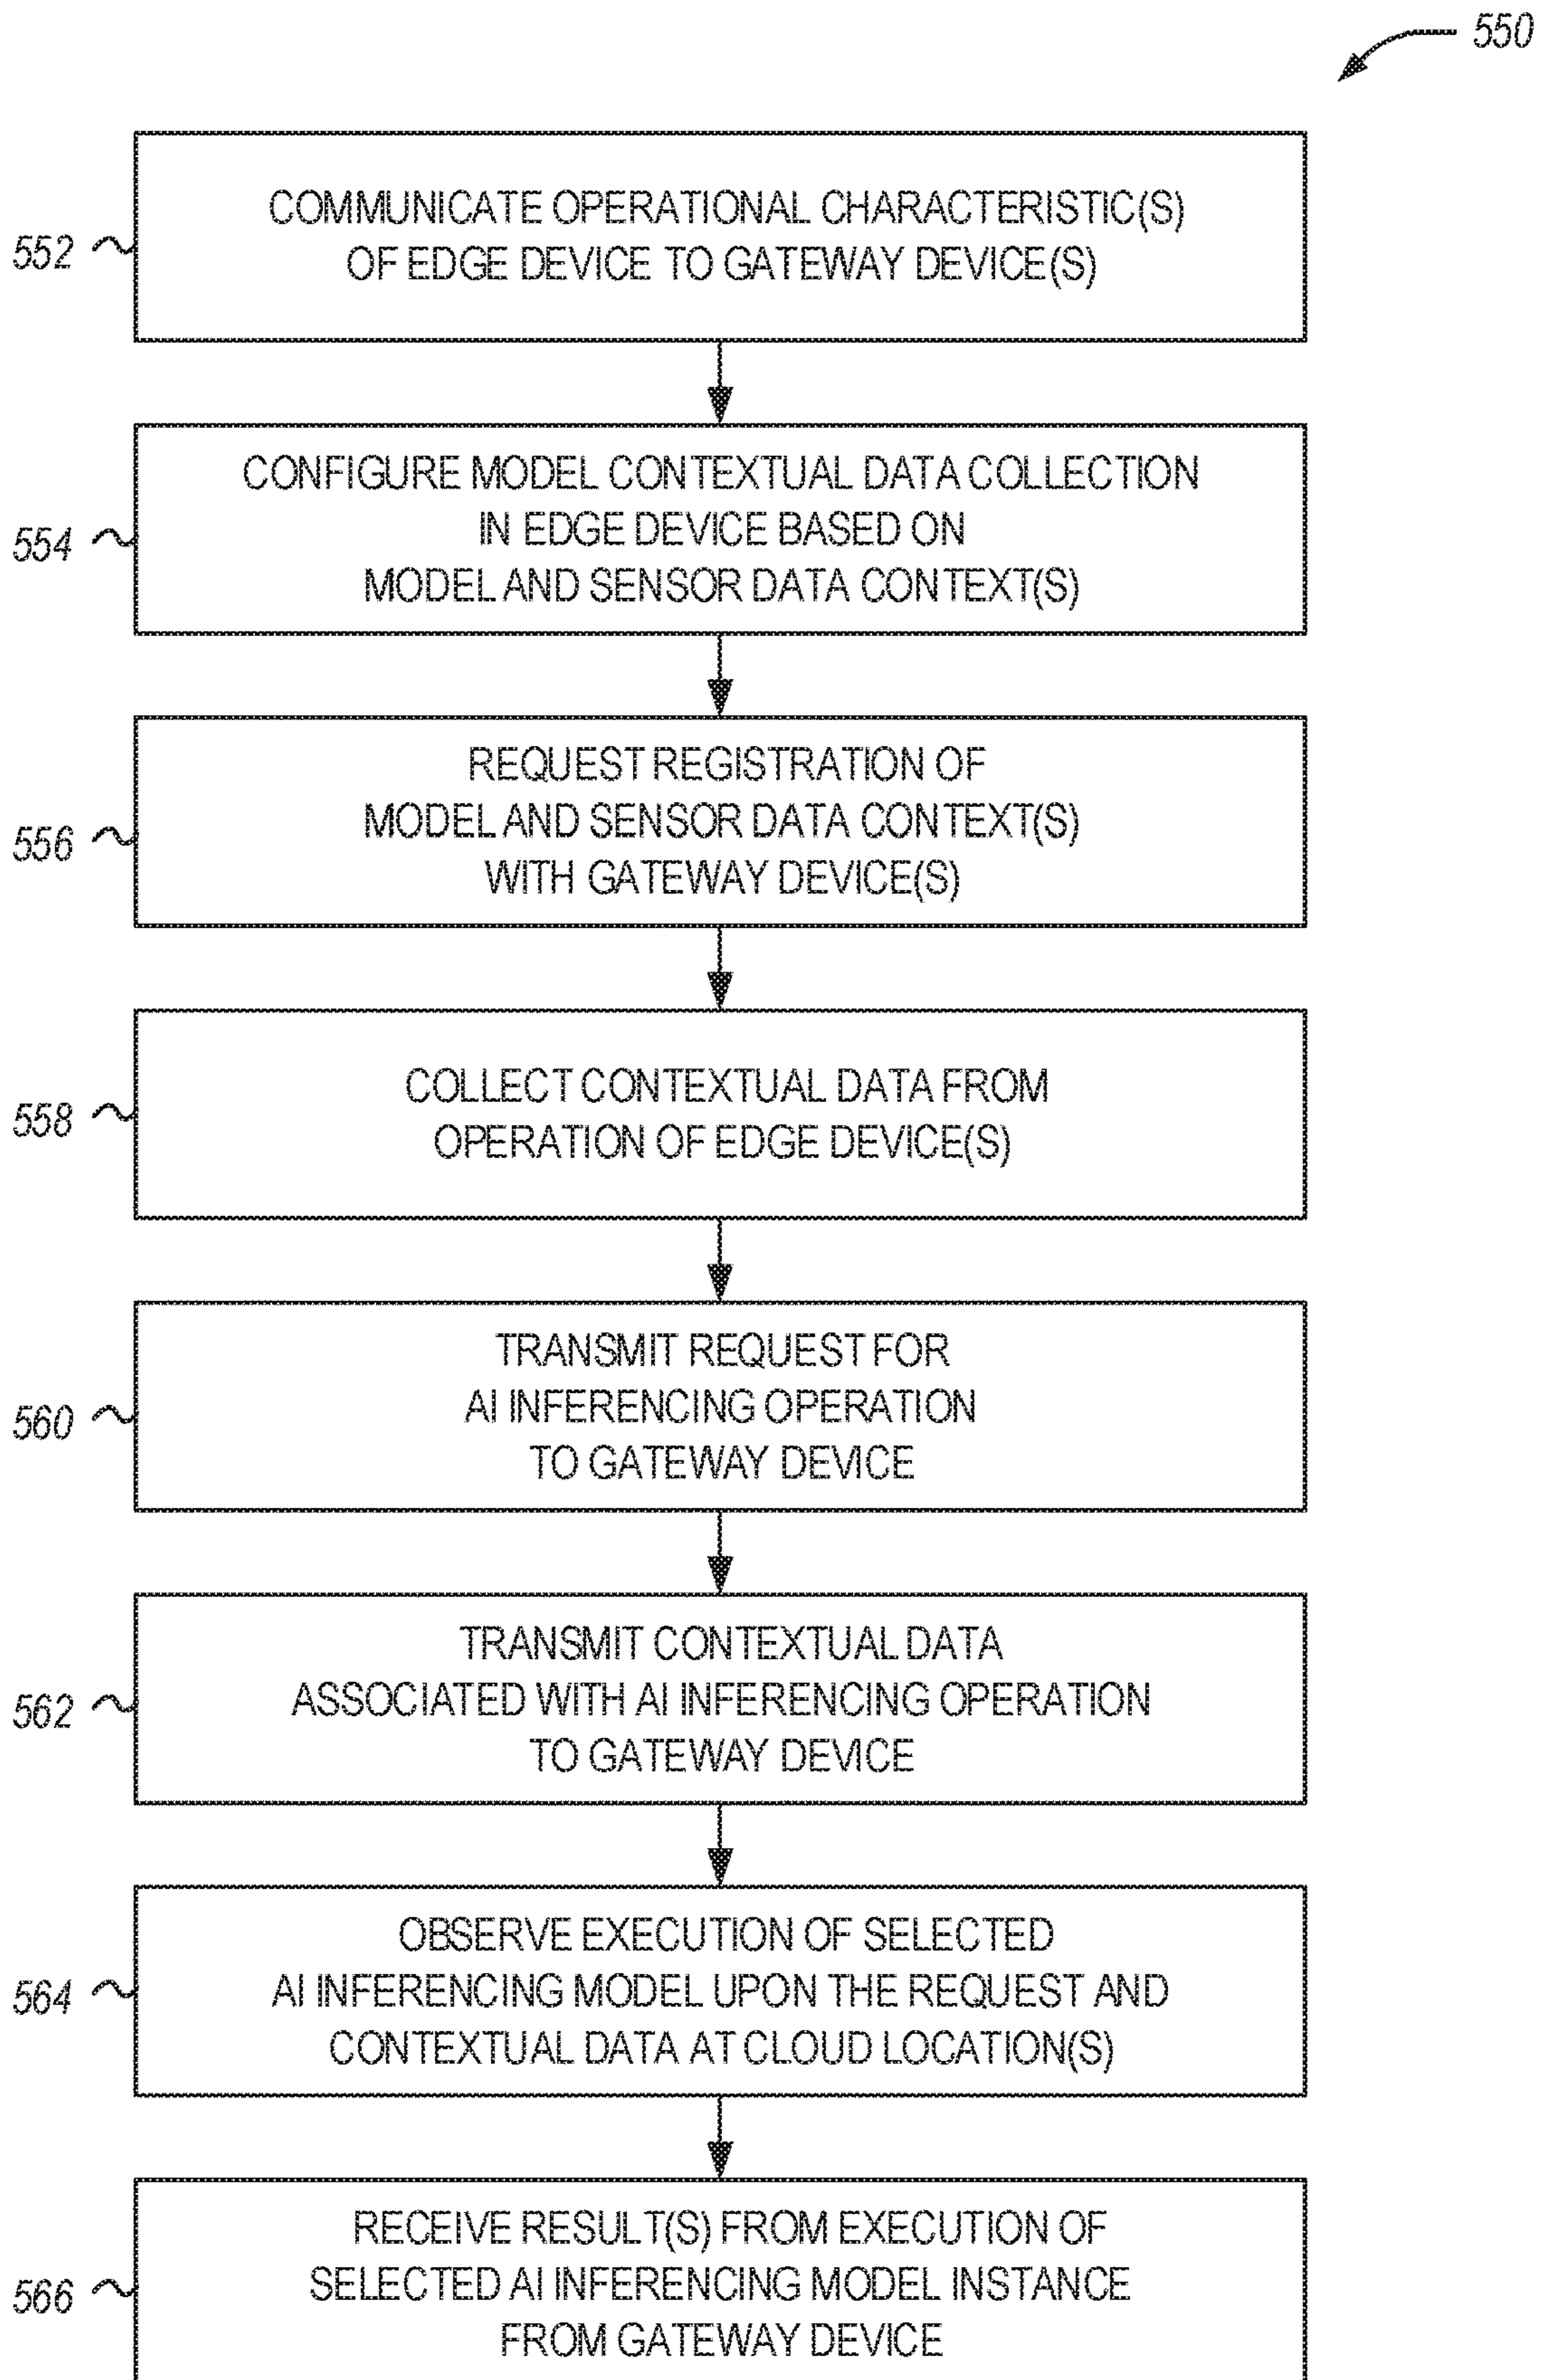 550
552
COMMUNICATE OPERATIONAL CHARACTERISTIC(S)
OF EDGE DEVICE TO GATEWAY DEVICE(S)
554
CONFIGURE MODEL CONTEXTUAL DATA COLLECTION
IN EDGE DEVICE BASED ON
MODEL AND SENSOR DATA CONTEXT(S)
556
REQUEST REGISTRATION OF
MODEL AND SENSOR DATA CONTEXT(S)
WITH GATEWAY DEVICE(S)
558
COLLECT CONTEXTUAL DATA FROM
OPERATION OF EDGE DEVICE(S)
560
TRANSMIT REQUEST FOR
AI INFERENCING OPERATION
TO GATEWAY DEVICE
562
TRANSMIT CONTEXTUAL DATA
ASSOCIATED WITH AI INFERENCING OPERATION
TO GATEWAY DEVICE
564
OBSERVE EXECUTION OF SELECTED
AI INFERENCING MODEL UPON THE REQUEST AND
CONTEXTUAL DATA AT CLOUD LOCATION(S)
566
RECEIVE RESULT(S) FROM EXECUTION OF
SELECTED AI INFERENCING MODEL INSTANCE
FROM GATEWAY DEVICE